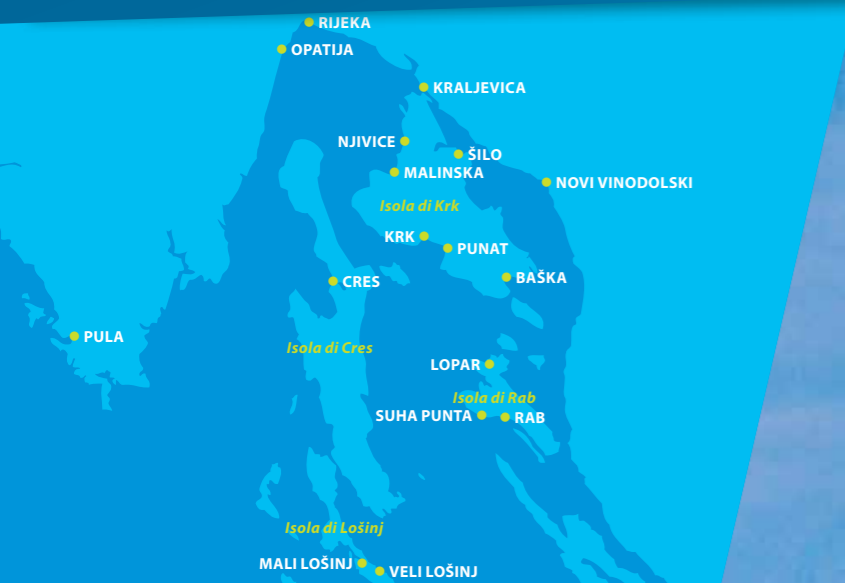 RIJEKA
OPATIJA
KRALJEVICA
NJIVICE
ŠILO
MALINSKA
NOVI VINODOLSKI
Isola di Krk
KRK
PUNAT
BAŠKA
CRES
PULA
Isola di Cres
LOPAR
Isola di Rab
SUHA PUNTA
RAB
Isola di Lošinj
MALI LOŠINJ
VELI LOŠINJ